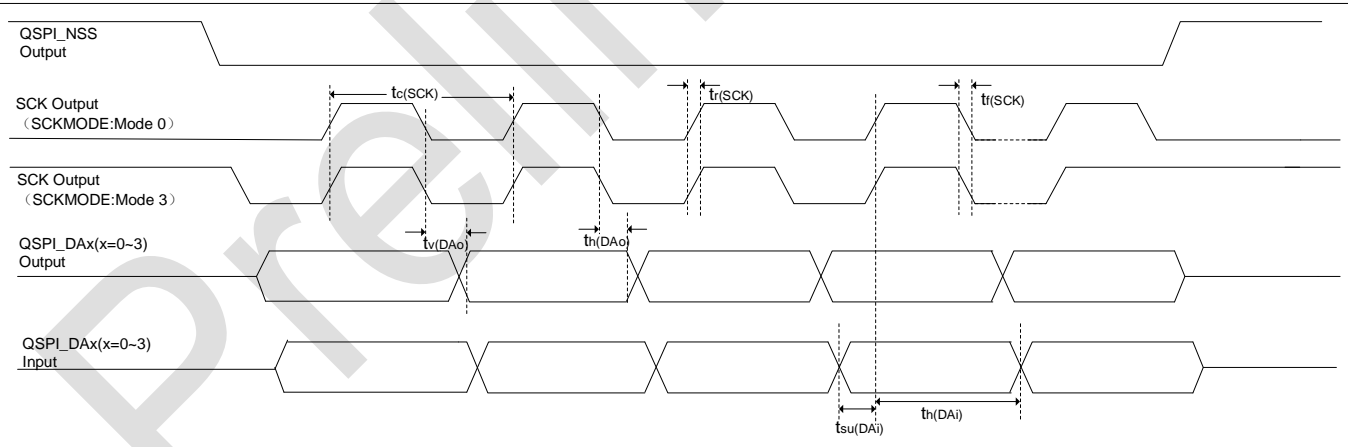 QSPI_NSS
Output
tc(SCK)
tr(SCK)
tf(SCK)
SCK Output
（SCKMODE:Mode 0）
SCK Output
（SCKMODE:Mode 3）
tv(DAo)
th(DAo)
QSPI_DAx(x=0~3)
Output
QSPI_DAx(x=0~3)
Input
tsu(DAi)
th(DAi)